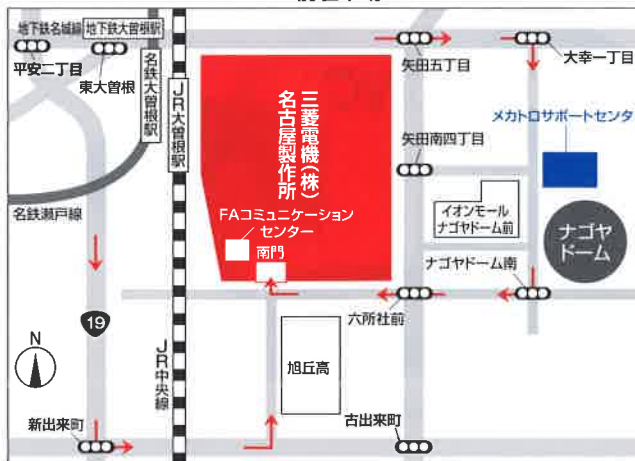 地下鉄名城線
地下鉄大曽根駅
平安二丁目
東大曽根
名鉄大曽根駅
JR大曽根駅
三菱電機(株)
名古屋製作所
矢田五丁目
大幸一丁目
矢田南四丁目
メカトロサポートセンタ
名鉄瀬戸線
FAコミュニケーション
センター
南門
イオンモール
ナゴヤドーム前
ナゴヤ
ドーム
ナゴヤドーム南
19
六所社前
N
JR中央線
旭丘高
新出来町
古出来町